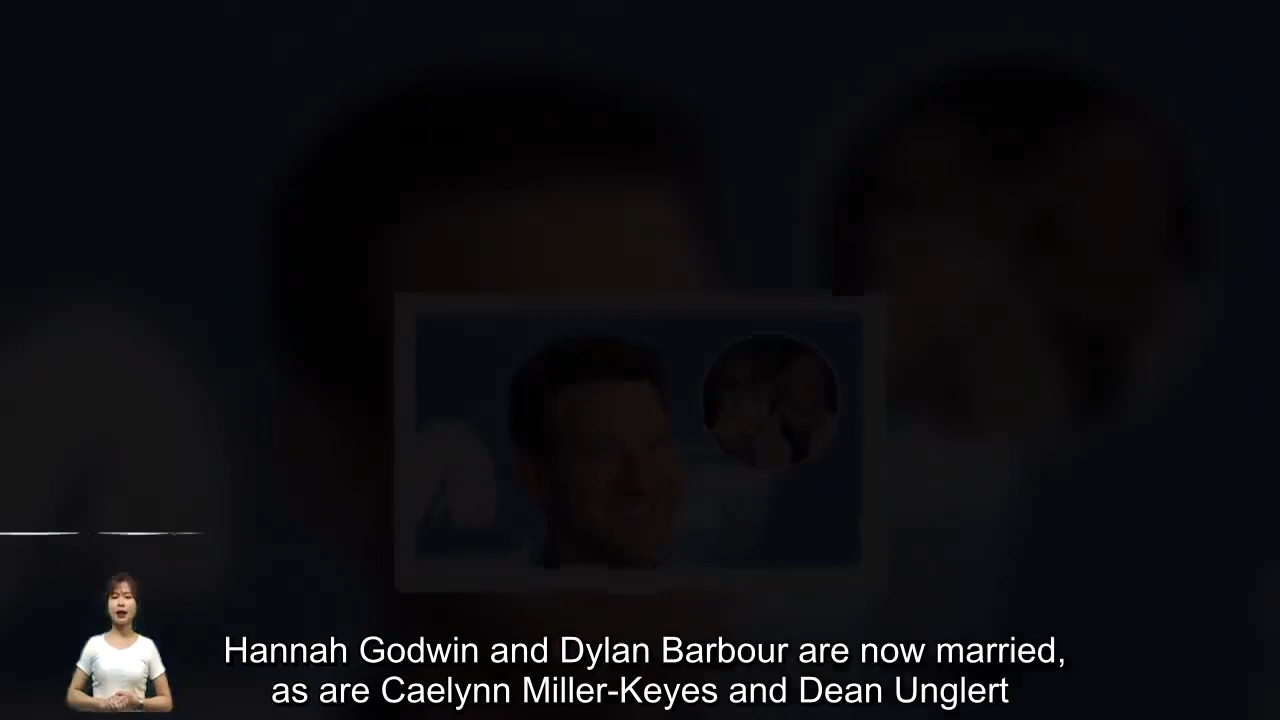 Hannah Godwin and Dylan Barbour are now married,
as are Caelynn Miller-Keyes and Dean Unglert